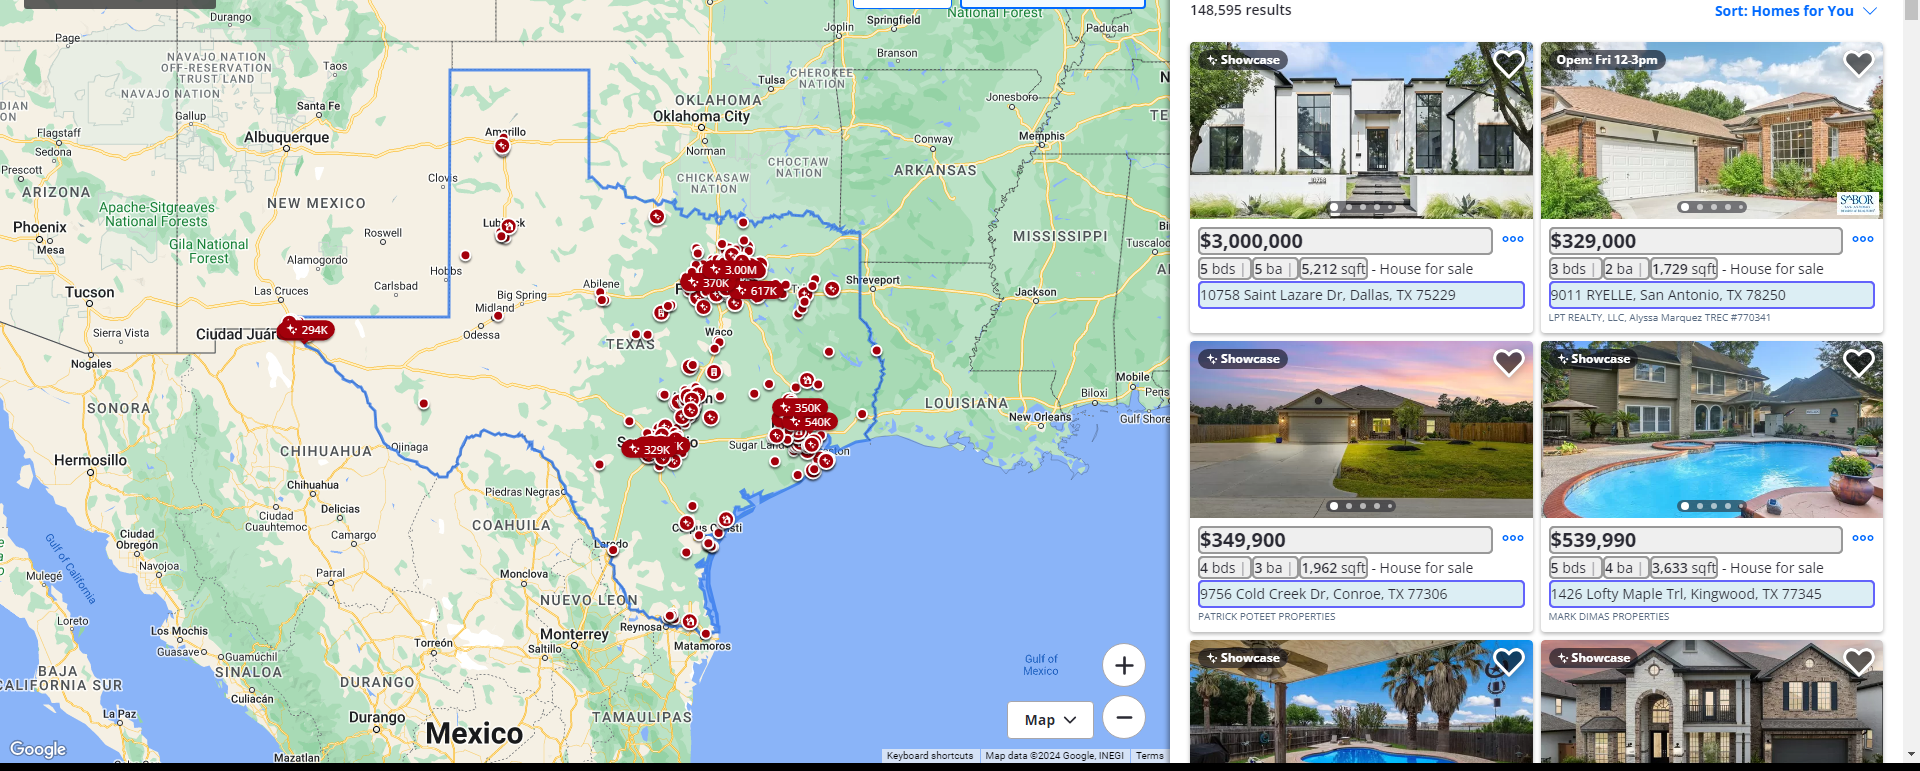 148,595 results
Sort: Homes for You
Showcase
$3,000,000
5 bds | 5 ba | 5,212 sqft - House for sale
10758 Saint Lazare Dr, Dallas, TX 75229
Open: Fri 12-3pm
SABOR
$329,000
3 bds | 2 ba | 1,729 sqft - House for sale
9011 RYELLE, San Antonio, TX 78250
LPT REALTY, LLC, Alyssa Marquez TREC #770341
Showcase
$349,900
4 bds | 3 ba | 1,962 sqft - House for sale
9756 Cold Creek Dr, Conroe, TX 77306
PATRICK POTEET PROPERTIES
Showcase
$539,990
5 bds | 4 ba | 3,633 sqft - House for sale
1426 Lofty Maple Trl, Kingwood, TX 77345
MARK DIMAS PROPERTIES
Showcase
Showcase
Durango
Page
NAVAJO NATION
OFF-RESERVATION
TRUST LAND
NAVAJO NATION
Taos
Santa Fe
Gallup
Flagstaff
Sedona
Albuquerque
Prescott
ARIZONA
Apache-Sitgreaves
National Forests
NEW MEXICO
Clovis
Phoenix
Mesa
Gila National
Forest
Roswell
Alamogordo
Hobbs
Carlsbad
Tucson
Las Cruces
Sierra Vista
Nogales
294K
Amarillo
Big Spring
Midland
Odessa
Abilene
TEXAS
Waco
3.00M
370K
617K
350K
540K
329K
K
Sugar Land
Laredo
Joplin
Springfield
National Forest
Paducah
Branson
Tulsa
CHEROKEE
NATION
OKLAHOMA
Oklahoma City
Norman
Jonesboro
Conway
Memphis
CHOCTAW
NATION
CHICKASAW
NATION
ARKANSAS
MISSISSIPPI
Shreveport
Jackson
LOUISIANA
Mobile
Biloxi
New Orleans
Gulf Shores
SONORA
Hermosillo
CHIHUAHUA
Ojinaga
Chihuahua
Ciudad
Cuauhtemoc
Delicias
Camargo
Piedras Negras
COAHUILA
Ciudad
Obregón
Navojoa
Gulf of California
Mulegé
Parral
Monclova
NUEVO LEON
Loreto
Los Mochis
Guasave
Guamúchil
SINALOA
Culiacán
Torreón
Monterrey
Saltillo
Reynosa
Matamoros
BAJA
CALIFORNIA SUR
La Paz
DURANGO
Durango
Mexico
TAMAULIPAS
Mazatlan
Gulf of
Mexico
Map
Google
Keyboard shortcuts
Map data ©2024 Google, INEGI
Terms